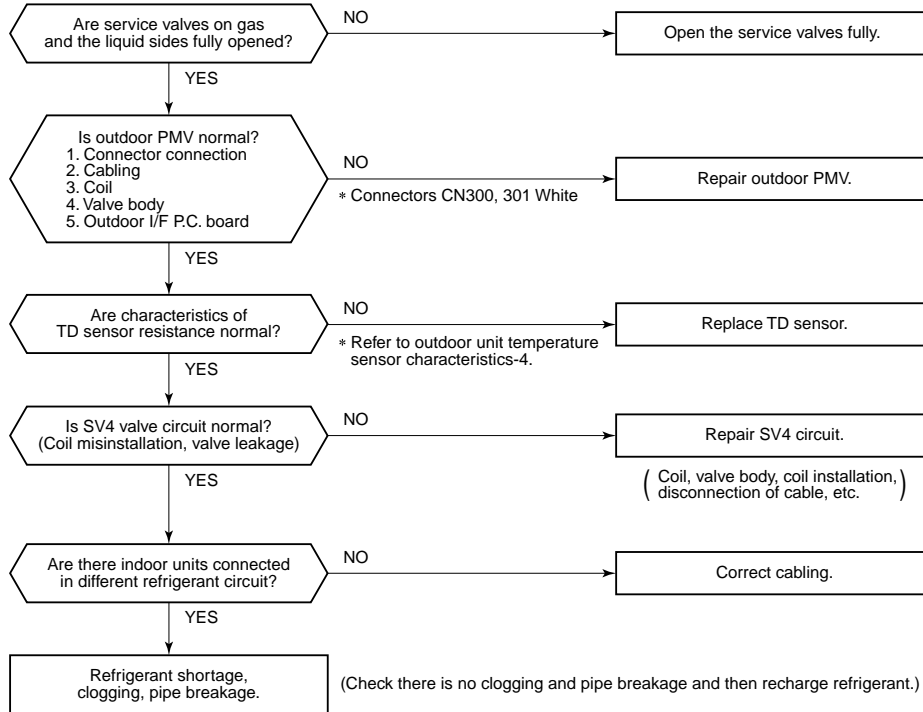 Are service valves on gas
and the liquid sides fully opened?
NO
Open the service valves fully.
YES
Is outdoor PMV normal?
1. Connector connection
2. Cabling
3. Coil
4. Valve body
5. Outdoor I/F P.C. board
NO
* Connectors CN300, 301 White
Repair outdoor PMV.
YES
Are characteristics of
TD sensor resistance normal?
NO
* Refer to outdoor unit temperature
sensor characteristics-4.
Replace TD sensor.
YES
Is SV4 valve circuit normal?
(Coil misinstallation, valve leakage)
NO
Repair SV4 circuit.
(Coil, valve body, coil installation,
disconnection of cable, etc.)
YES
Are there indoor units connected
in different refrigerant circuit?
NO
Correct cabling.
YES
Refrigerant shortage,
clogging, pipe breakage.
(Check there is no clogging and pipe breakage and then recharge refrigerant.)